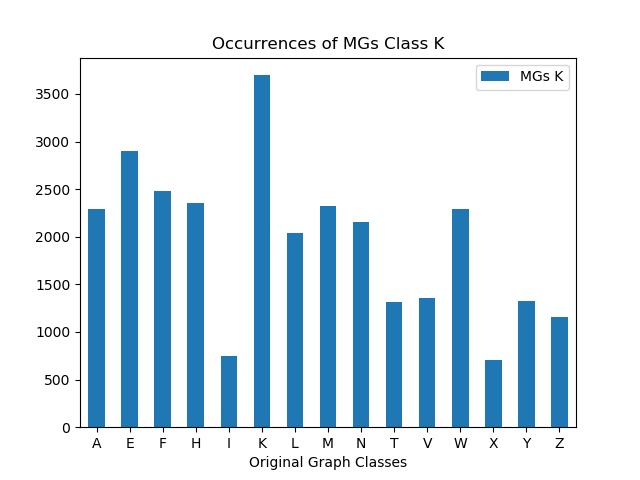 Occurrences of MGs Class K
MGs K
3500
3000
2500
2000
1500
1000
500
0
A E F H I K L M N T V W X Y Z
Original Graph Classes